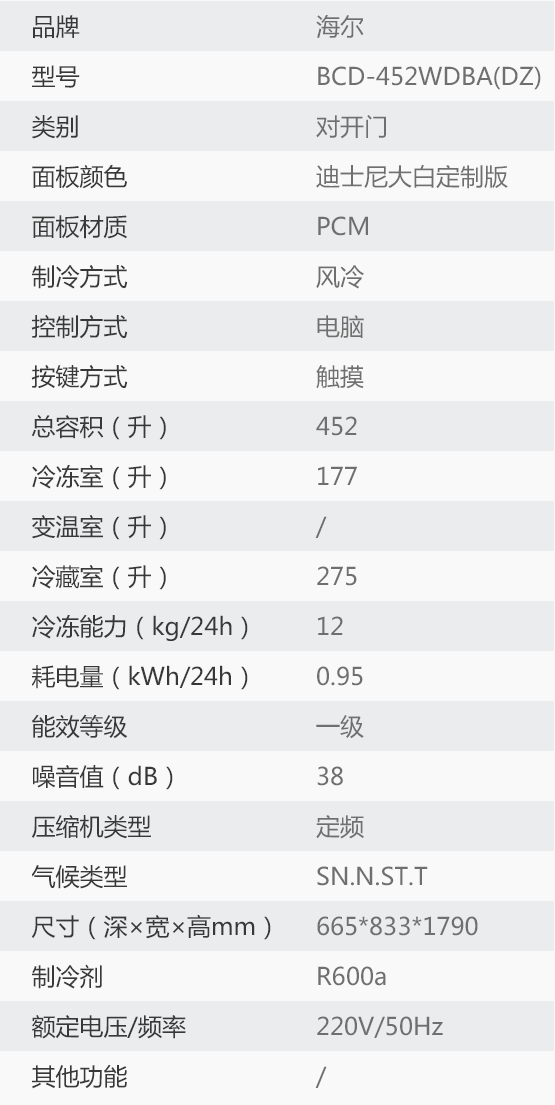 品牌 海尔
型号 BCD-452WDBA(DZ)
类别 对开门
面板颜色 迪士尼大白定制版
面板材质 PCM
制冷方式 风冷
控制方式 电脑
按键方式 触摸
总容积（升） 452
冷冻室（升） 177
变温室（升） /
冷藏室（升） 275
冷冻能力（kg/24h） 12
耗电量（kWh/24h） 0.95
能效等级 一级
噪音值（dB） 38
压缩机类型 定频
气候类型 SN.N.ST.T
尺寸（深×宽×高mm） 665*833*1790
制冷剂 R600a
额定电压/频率 220V/50Hz
其他功能 /